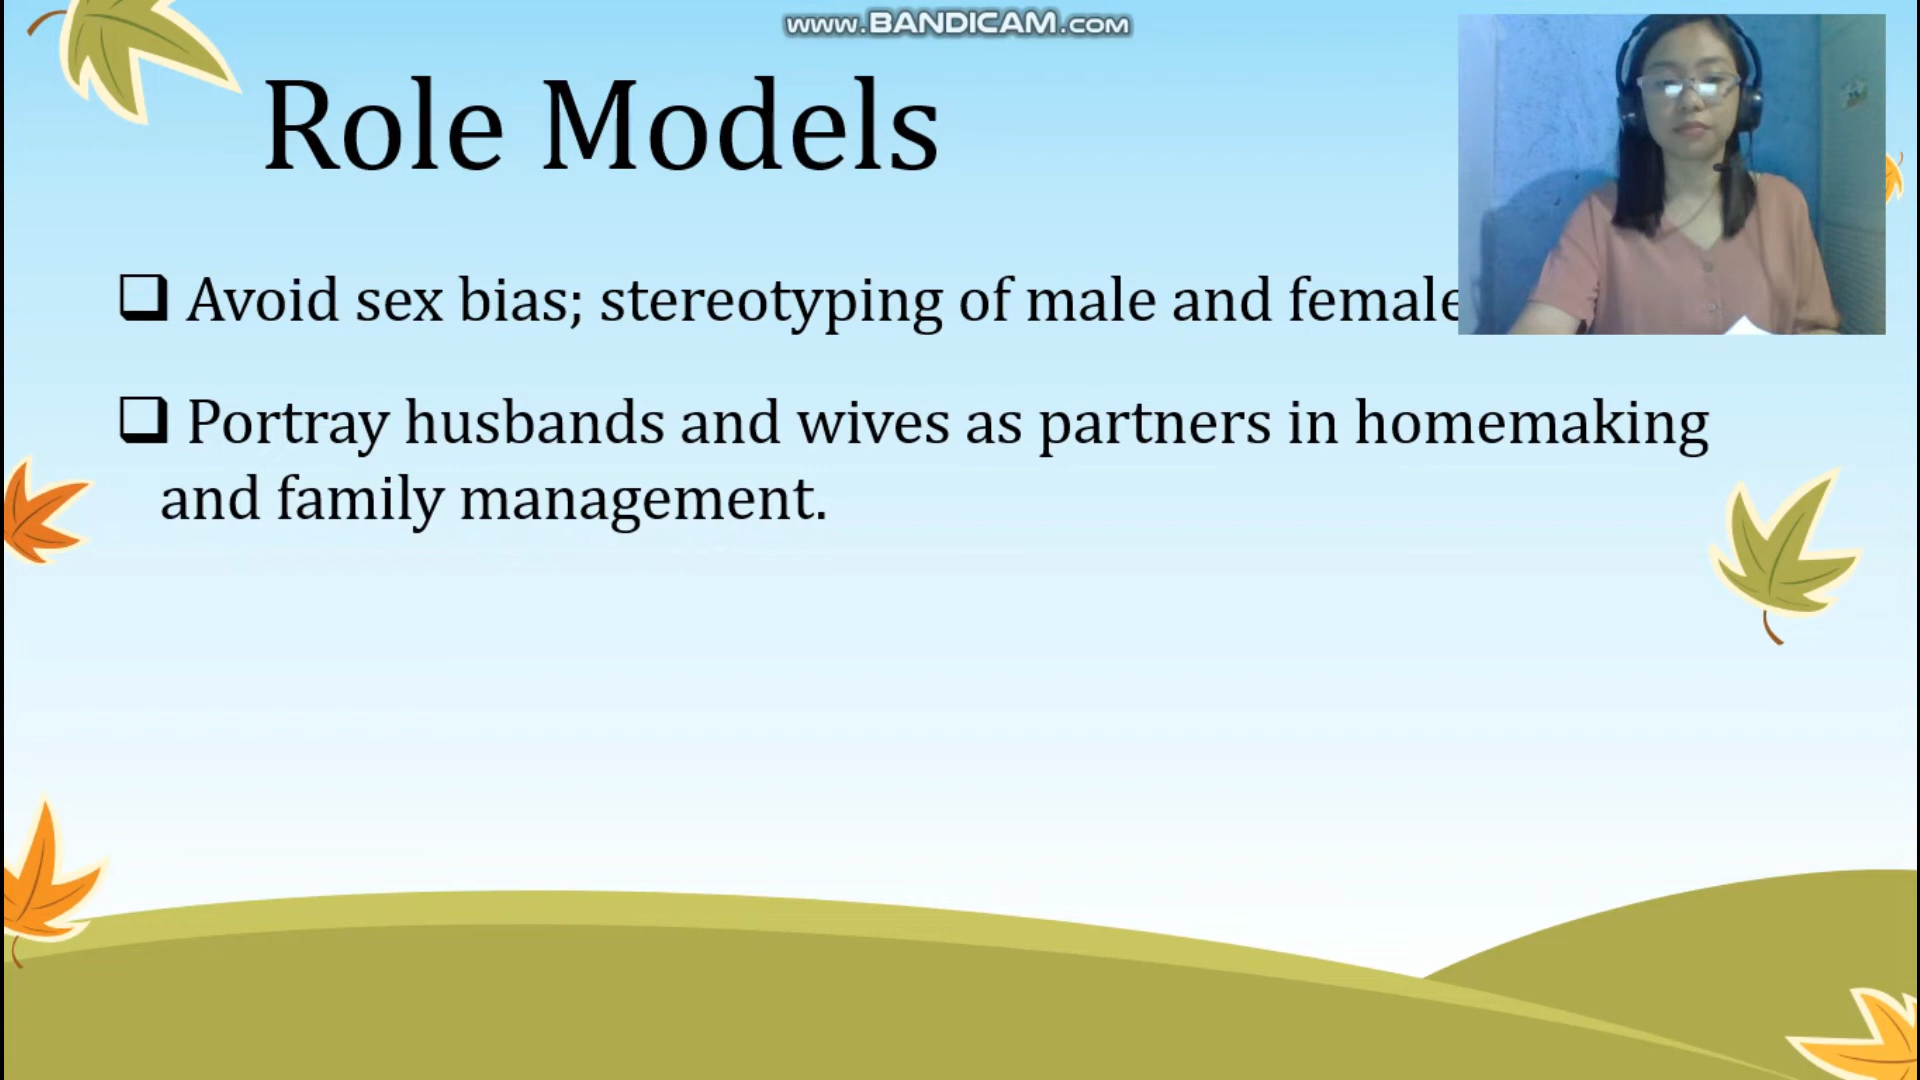 www.BANDICAM.com
Role Models
Avoid sex bias; stereotyping of male and female
Portray husbands and wives as partners in homemaking
and family management.